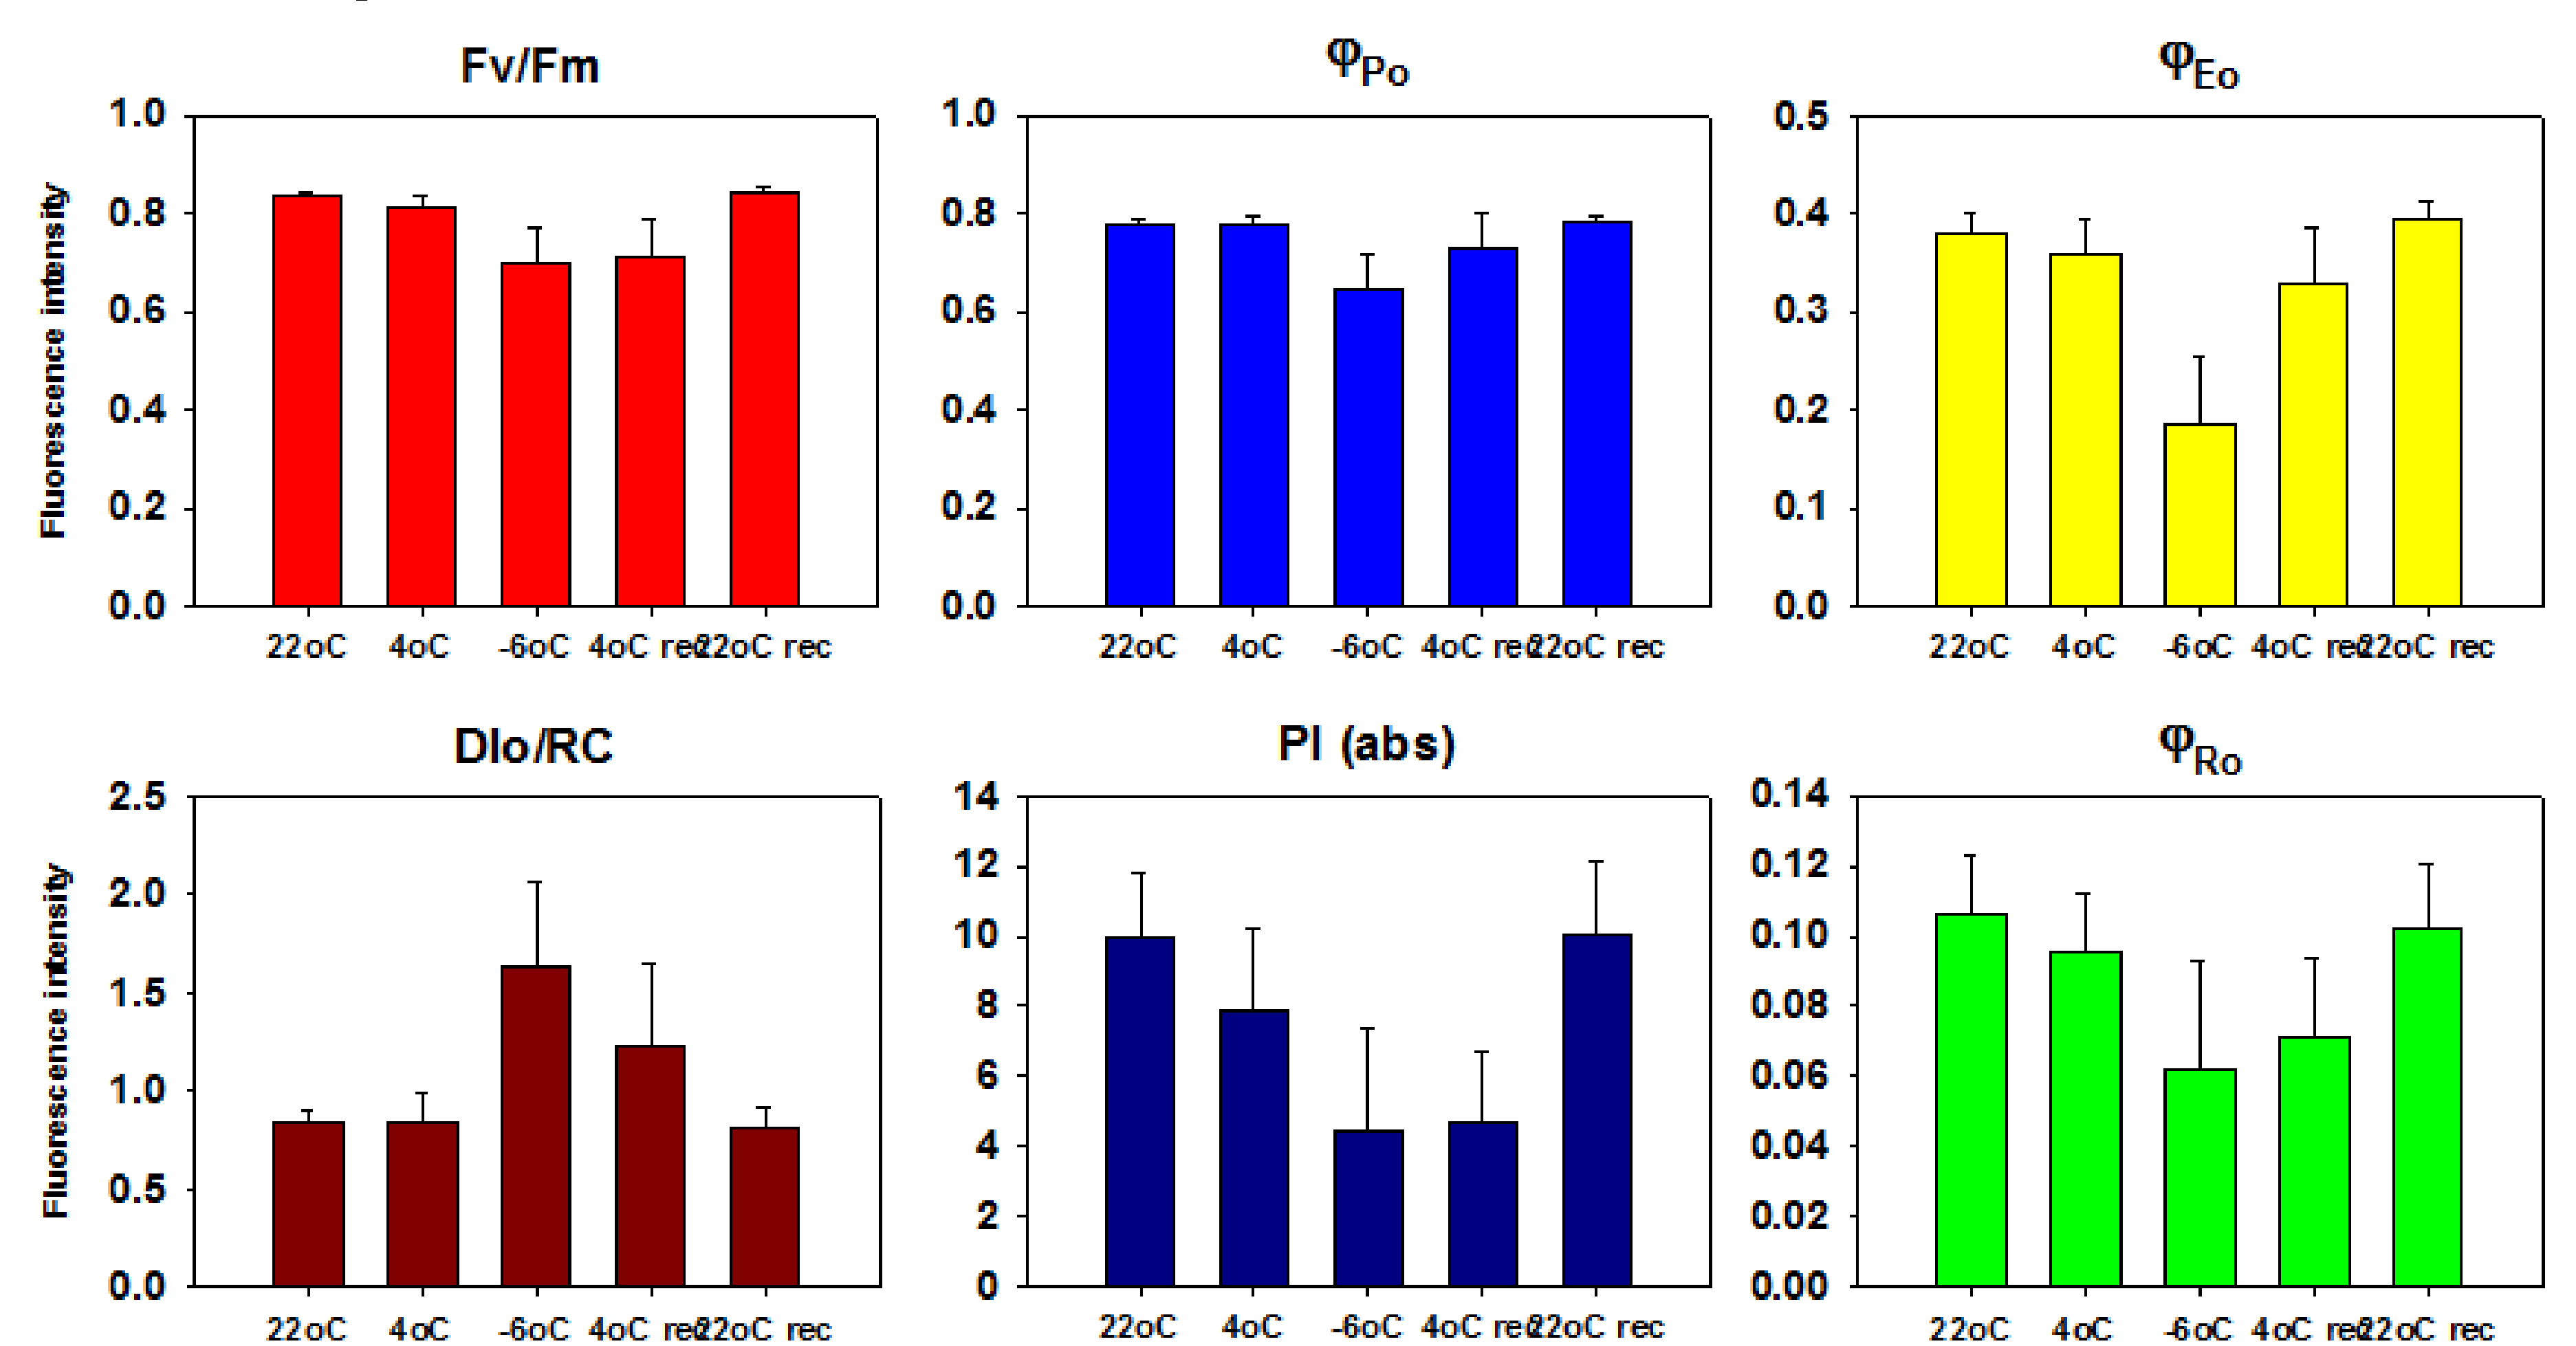 Fv/Fm
1.0
0.8
0.6
0.4
0.2
0.0
Fluorescence intensity
22oC 4oC -6oC 4oC rec 22oC rec
φPo
1.0
0.8
0.6
0.4
0.2
0.0
22oC 4oC -6oC 4oC rec 22oC rec
φEo
0.5
0.4
0.3
0.2
0.1
0.0
22oC 4oC -6oC 4oC rec 22oC rec
DIo/RC
2.5
2.0
1.5
1.0
0.5
0.0
Fluorescence intensity
22oC 4oC -6oC 4oC rec 22oC rec
PI (abs)
14
12
10
8
6
4
2
0
22oC 4oC -6oC 4oC rec 22oC rec
φRo
0.14
0.12
0.10
0.08
0.06
0.04
0.02
0.00
22oC 4oC -6oC 4oC rec 22oC rec